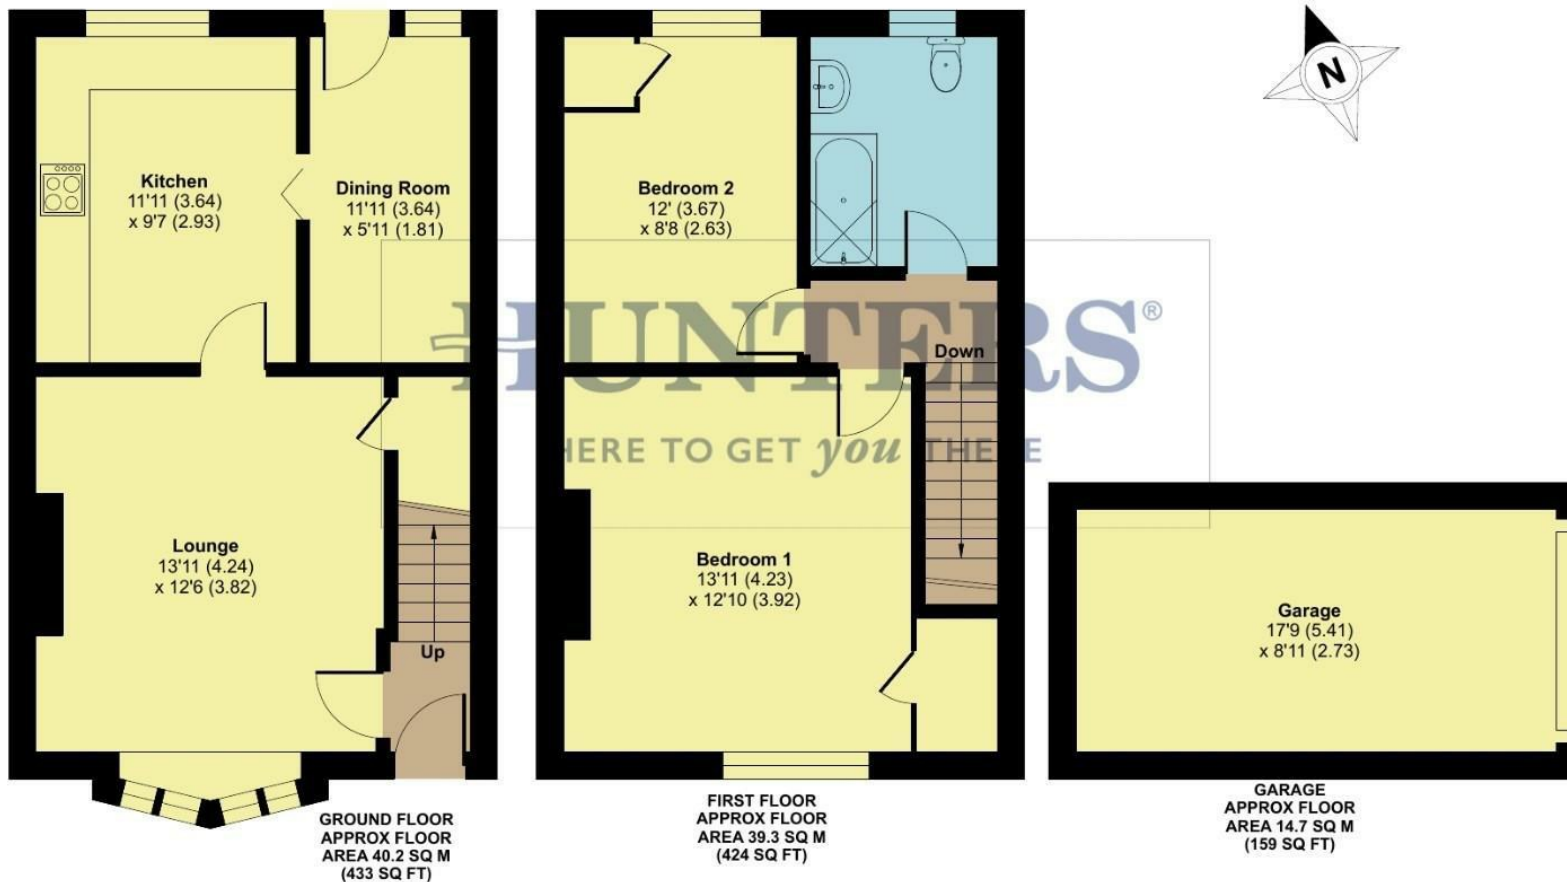 N
Kitchen
11'11 (3.64)
x 9'7 (2.93)
Dining Room
11'11 (3.64)
x 5'11 (1.81)
Bedroom 2
12' (3.67)
x 8'8 (2.63)
HUNTERS®
HERE TO GET you THERE
Down
Lounge
13'11 (4.24)
x 12'6 (3.82)
Up
Bedroom 1
13'11 (4.23)
x 12'10 (3.92)
Garage
17'9 (5.41)
x 8'11 (2.73)
GROUND FLOOR
APPROX FLOOR
AREA 40.2 SQ M
(433 SQ FT)
FIRST FLOOR
APPROX FLOOR
AREA 39.3 SQ M
(424 SQ FT)
GARAGE
APPROX FLOOR
AREA 14.7 SQ M
(159 SQ FT)